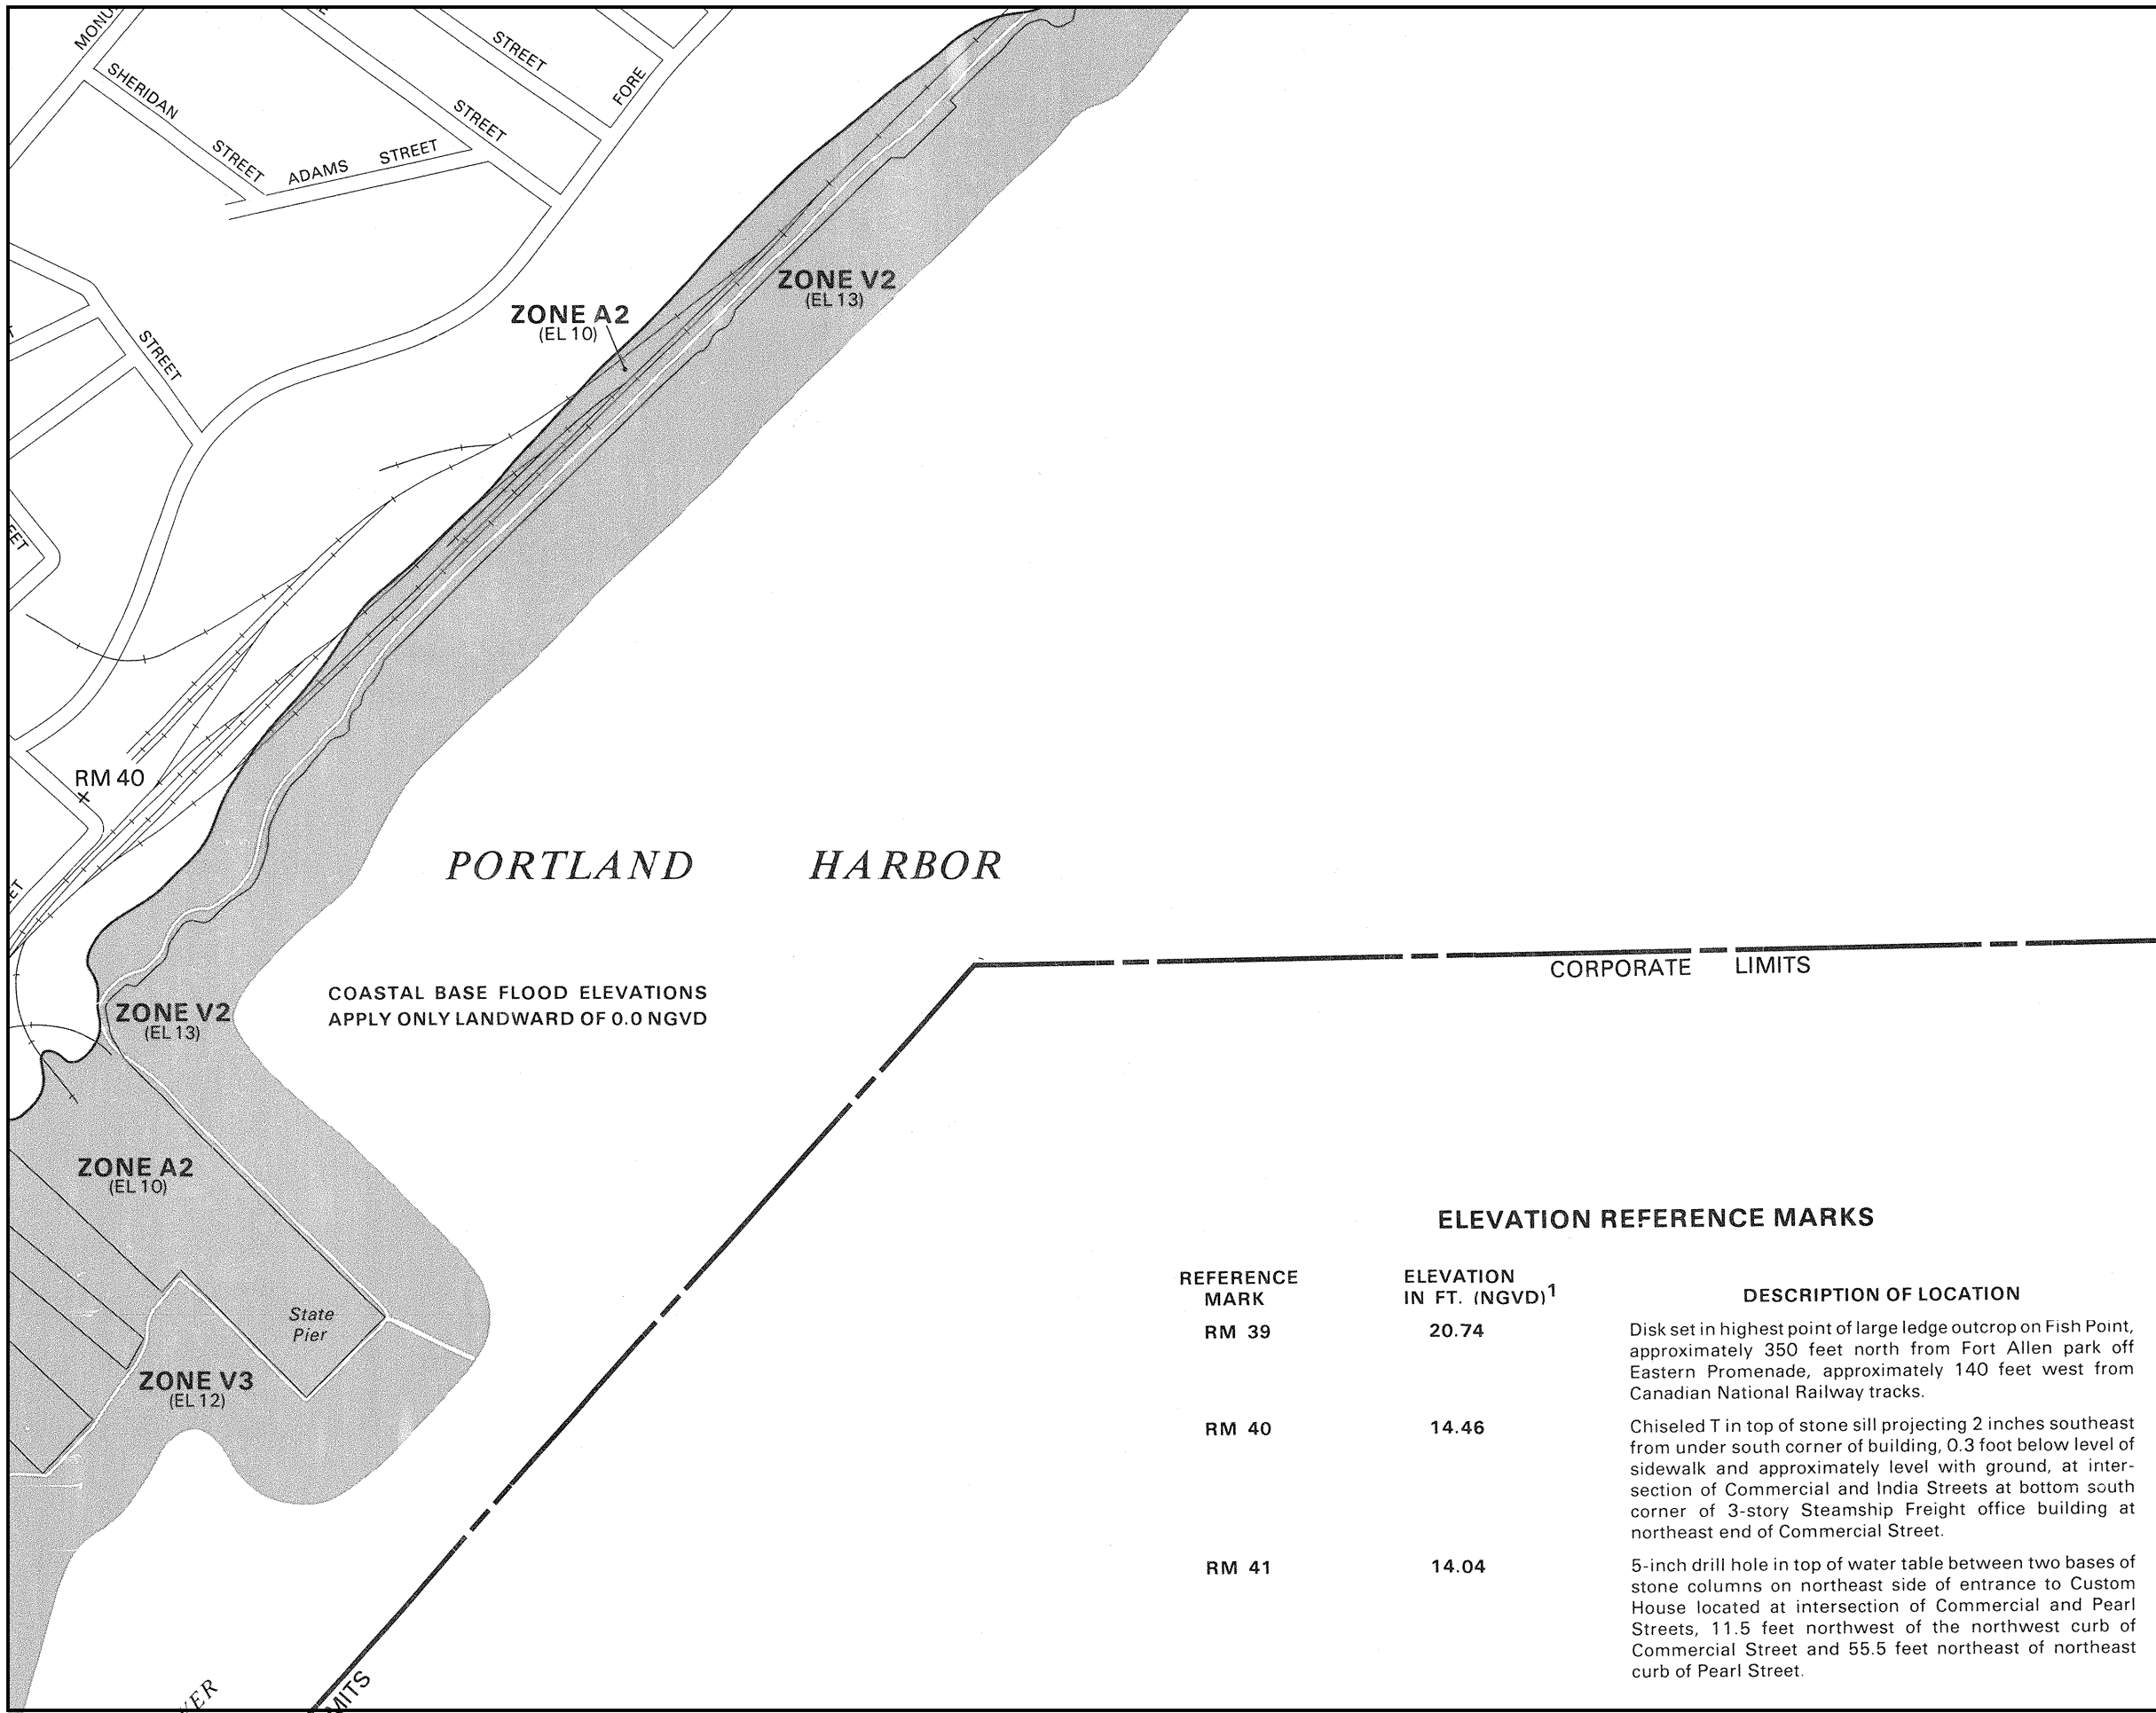 SHERIDAN
STREET
ADAMS STREET
STREET
STREET
FORE
STREET
ZONE A2
(EL 10)
ZONE V2
(EL 13)
RM 40
PORTLAND HARBOR
CORPORATE LIMITS
COASTAL BASE FLOOD ELEVATIONS
APPLY ONLY LANDWARD OF 0.0 NGVD
ZONE V2
(EL 13)
ZONE A2
(EL 10)
State
Pier
ZONE V3
(EL 12)
ELEVATION REFERENCE MARKS
REFERENCE
MARK
ELEVATION
IN FT. (NGVD)1
DESCRIPTION OF LOCATION
RM 39
20.74
Disk set in highest point of large ledge outcrop on Fish Point,
approximately 350 feet north from Fort Allen park off
Eastern Promenade, approximately 140 feet west from
Canadian National Railway tracks.
RM 40
14.46
Chiseled T in top of stone sill projecting 2 inches southeast
from under south corner of building, 0.3 foot below level of
sidewalk and approximately level with ground, at inter-
section of Commercial and India Streets at bottom south
corner of 3-story Steamship Freight office building at
northeast end of Commercial Street.
RM 41
14.04
5-inch drill hole in top of water table between two bases of
stone columns on northeast side of entrance to Custom
House located at intersection of Commercial and Pearl
Streets, 11.5 feet northwest of the northwest curb of
Commercial Street and 55.5 feet northeast of northeast
curb of Pearl Street.